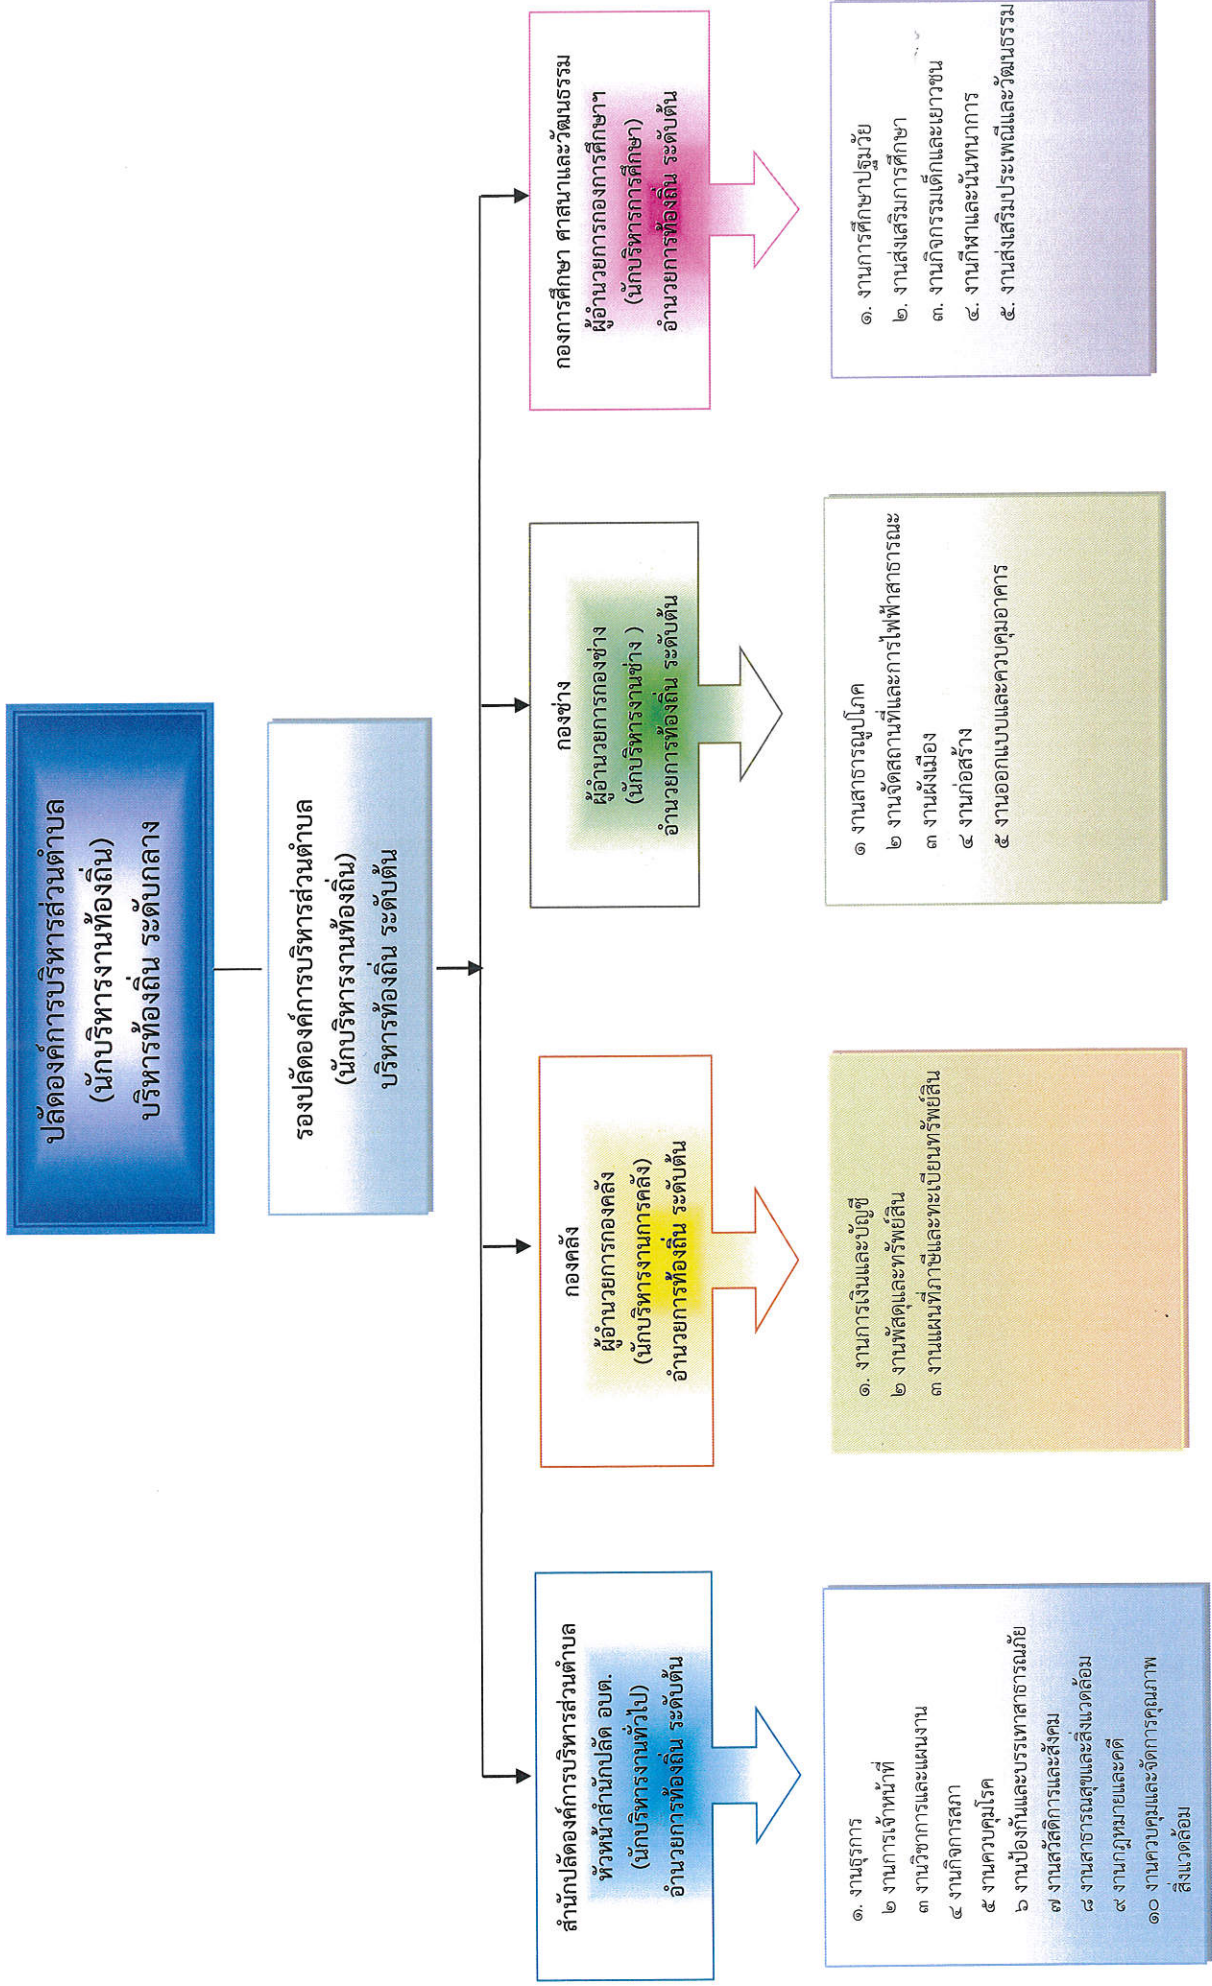 ปลัดองค์การบริหารส่วนตำบล
(นักบริหารงานท้องถิ่น)
บริหารท้องถิ่น ระดับกลาง
รองปลัดองค์การบริหารส่วนตำบล
(นักบริหารงานท้องถิ่น)
บริหารท้องถิ่น ระดับต้น
สำนักปลัดองค์การบริหารส่วนตำบล
หัวหน้าสำนักปลัด อบต.
(นักบริหารงานทั่วไป)
อำนวยการท้องถิ่น ระดับต้น
๑. งานธุรการ
๒ งานการเจ้าหน้าที่
๓ งานวิชาการและแผนงาน
๔ งานกิจการสภา
๕ งานควบคุมโรค
๖ งานป้องกันและบรรเทาสาธารณภัย
๗ งานสวัสดิการและสังคม
๘ งานสาธารณสุขและสิ่งแวดล้อม
๙ งานกฎหมายและคดี
๑๐ งานควบคุมและจัดการคุณภาพ
สิ่งแวดล้อม
กองคลัง
ผู้อำนวยการกองคลัง
(นักบริหารงานการคลัง)
อำนวยการท้องถิ่น ระดับต้น
๑. งานการเงินและบัญชี
๒ งานพัสดุและทรัพย์สิน
๓ งานแผนที่ภาษีและทะเบียนทรัพย์สิน
กองช่าง
ผู้อำนวยการกองช่าง
(นักบริหารงานช่าง )
อำนวยการท้องถิ่น ระดับต้น
๑ งานสาธารณูปโภค
๒ งานจัดสถานที่และการไฟฟ้าสาธารณะ
๓ งานผังเมือง
๔ งานก่อสร้าง
๕ งานออกแบบและควบคุมอาคาร
กองการศึกษา ศาสนาและวัฒนธรรม
ผู้อำนวยการกองการศึกษาฯ
(นักบริหารการศึกษา)
อำนวยการท้องถิ่น ระดับต้น
๑. งานการศึกษาปฐมวัย
๒. งานส่งเสริมการศึกษา
๓. งานกิจกรรมเด็กและเยาวชน
๔. งานกีฬาและนันทนาการ
๕. งานส่งเสริมประเพณีและวัฒนธรรม